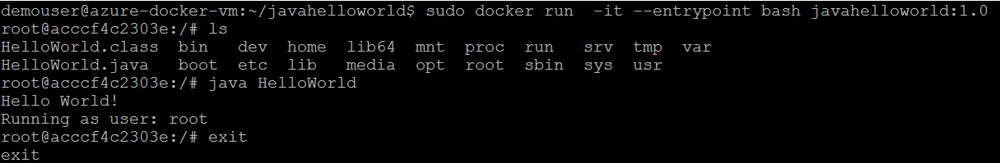 demouser@azure-docker-vm:~/javahelloworld$ sudo docker run  -it --entrypoint bash javahelloworld:1.0
root@acccf4c2303e:/# ls
HelloWorld.class  bin   dev  home  lib64  mnt  proc  run   srv  tmp  var
HelloWorld.java   boot  etc  lib   media  opt  root  sbin  sys  usr
root@acccf4c2303e:/# java HelloWorld
Hello World!
Running as user: root
root@acccf4c2303e:/# exit
exit